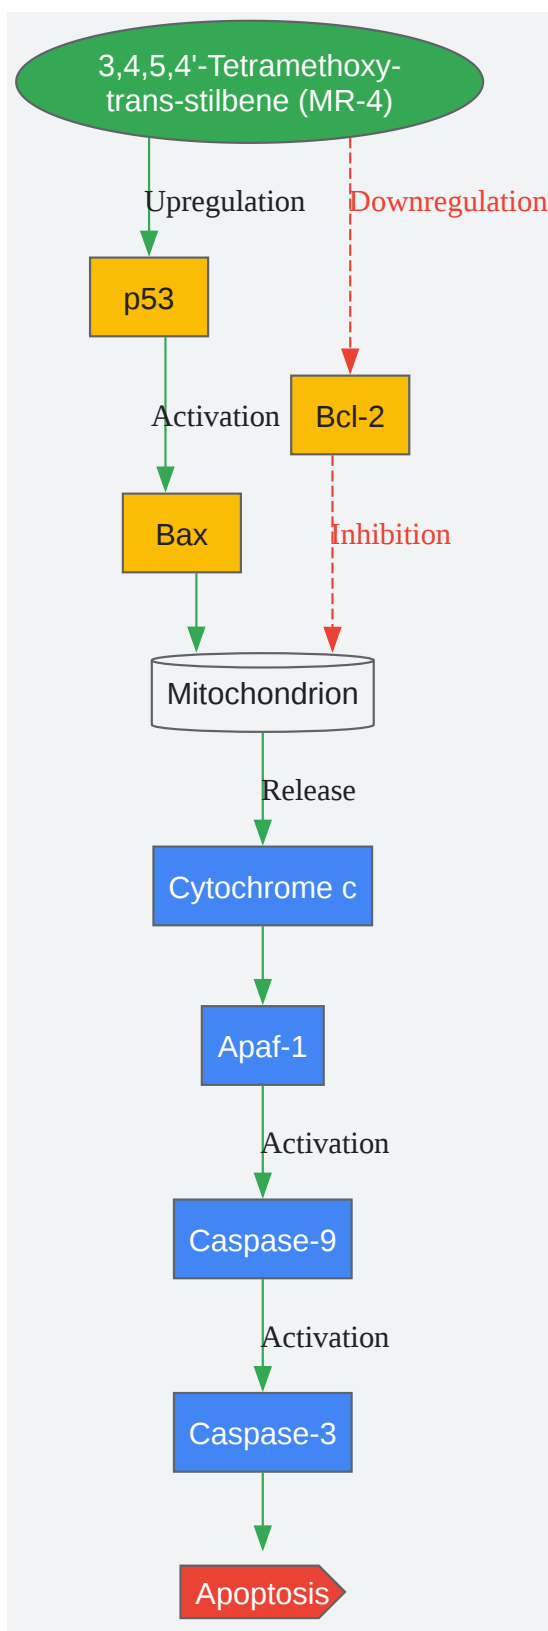 3,4,5,4'-Tetramethoxy-
trans-stilbene (MR-4)
Upregulation
Downregulation
p53
Bcl-2
Activation
Bax
Inhibition
Mitochondrion
Release
Cytochrome c
Apaf-1
Activation
Caspase-9
Activation
Caspase-3
Apoptosis